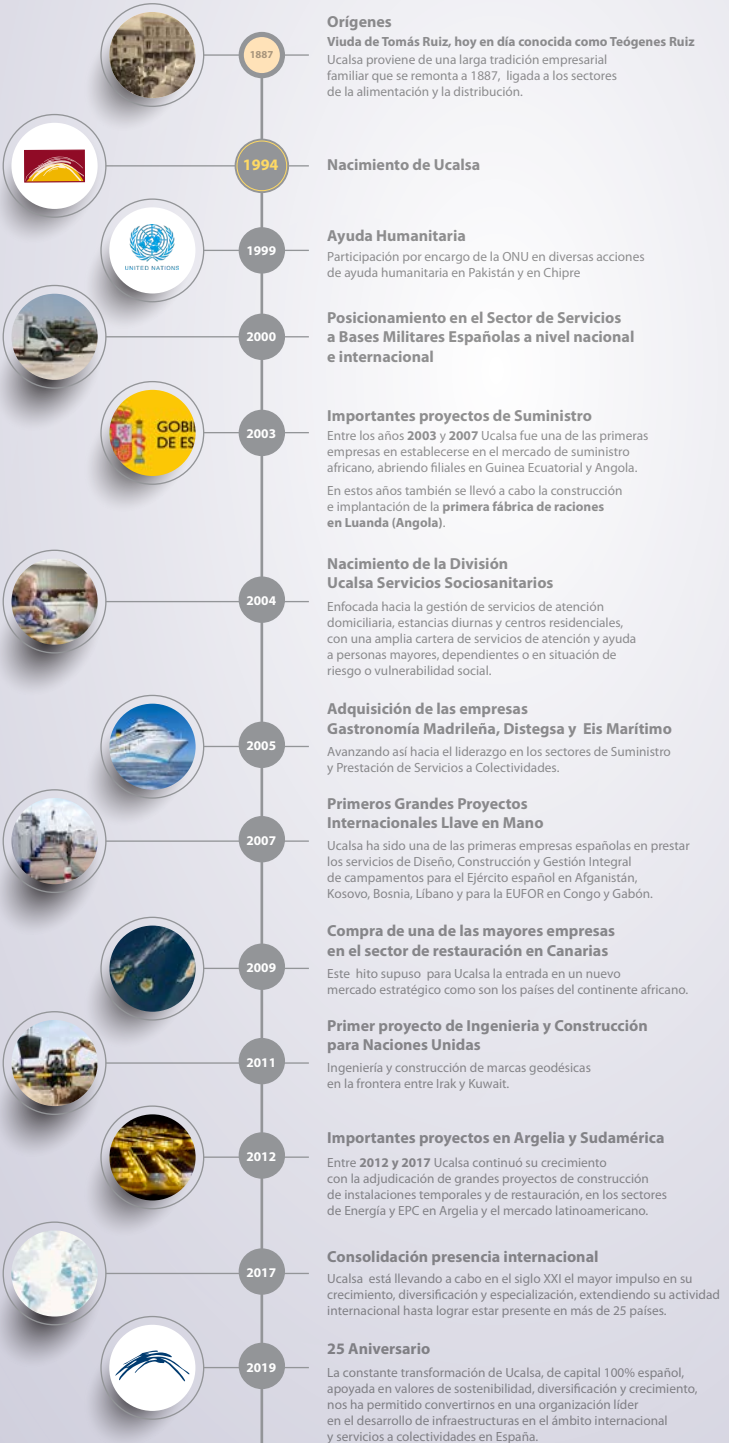 Orígenes
1887
Viuda de Tomás Ruiz, hoy en día conocida como Teógenes Ruiz
Ucalsa proviene de una larga tradición empresarial
familiar que se remonta a 1887, ligada a los sectores
de la alimentación y la distribución.
1994
Nacimiento de Ucalsa
UNITED NATIONS
1999
Ayuda Humanitaria
Participación por encargo de la ONU en diversas acciones
de ayuda humanitaria en Pakistán y en Chipre
2000
Posicionamiento en el Sector de Servicios
a Bases Militares Españolas a nivel nacional
e internacional
GOBI
DE ES
2003
Importantes proyectos de Suministro
Entre los años 2003 y 2007 Ucalsa fue una de las primeras
empresas en establecerse en el mercado de suministro
africano, abriendo filiales en Guinea Ecuatorial y Angola.
En estos años también se llevó a cabo la construcción
e implantación de la primera fábrica de raciones
en Luanda (Angola).
2004
Nacimiento de la División
Ucalsa Servicios Sociosanitarios
Enfocada hacia la gestión de servicios de atención
domiciliaria, estancias diurnas y centros residenciales,
con una amplia cartera de servicios de atención y ayuda
a personas mayores, dependientes o en situación de
riesgo o vulnerabilidad social.
2005
Adquisición de las empresas
Gastronomía Madrileña, Distegsa y Eis Marítimo
Avanzando así hacia el liderazgo en los sectores de Suministro
y Prestación de Servicios a Colectividades.
2007
Primeros Grandes Proyectos
Internacionales Llave en Mano
Ucalsa ha sido una de las primeras empresas españolas en prestar
los servicios de Diseño, Construcción y Gestión Integral
de campamentos para el Ejército español en Afganistán,
Kosovo, Bosnia, Líbano y para la EUFOR en Congo y Gabón.
2009
Compra de una de las mayores empresas
en el sector de restauración en Canarias
Este hito supuso para Ucalsa la entrada en un nuevo
mercado estratégico como son los países del continente africano.
2011
Primer proyecto de Ingenieria y Construcción
para Naciones Unidas
Ingeniería y construcción de marcas geodésicas
en la frontera entre Irak y Kuwait.
2012
Importantes proyectos en Argelia y Sudamérica
Entre 2012 y 2017 Ucalsa continuó su crecimiento
con la adjudicación de grandes proyectos de construcción
de instalaciones temporales y de restauración, en los sectores
de Energía y EPC en Argelia y el mercado latinoamericano.
2017
Consolidación presencia internacional
Ucalsa está llevando a cabo en el siglo XXI el mayor impulso en su
crecimiento, diversificación y especialización, extendiendo su actividad
internacional hasta lograr estar presente en más de 25 países.
2019
25 Aniversario
La constante transformación de Ucalsa, de capital 100% español,
apoyada en valores de sostenibilidad, diversificación y crecimiento,
nos ha permitido convertirnos en una organización líder
en el desarrollo de infraestructuras en el ámbito internacional
y servicios a colectividades en España.